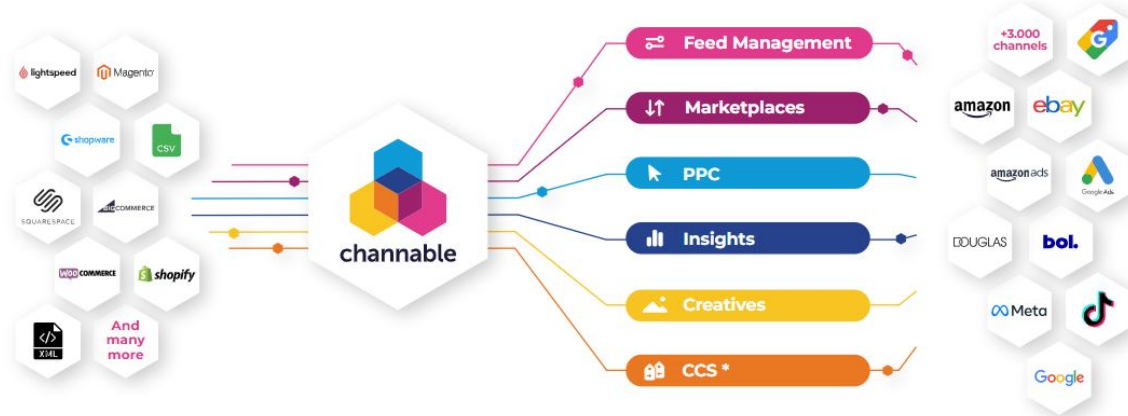 lightspeed
Magento
shopware
CSV
SQUARESPACE
BIGCOMMERCE
WOO COMMERCE
shopify
</>
XML
And
many
more
channable
Feed Management
Marketplaces
PPC
Insights
Creatives
CCS *
+3.000
channels
G
amazon
ebay
amazon ads
Google Ads
DOUGLAS
bol.
Meta
Google